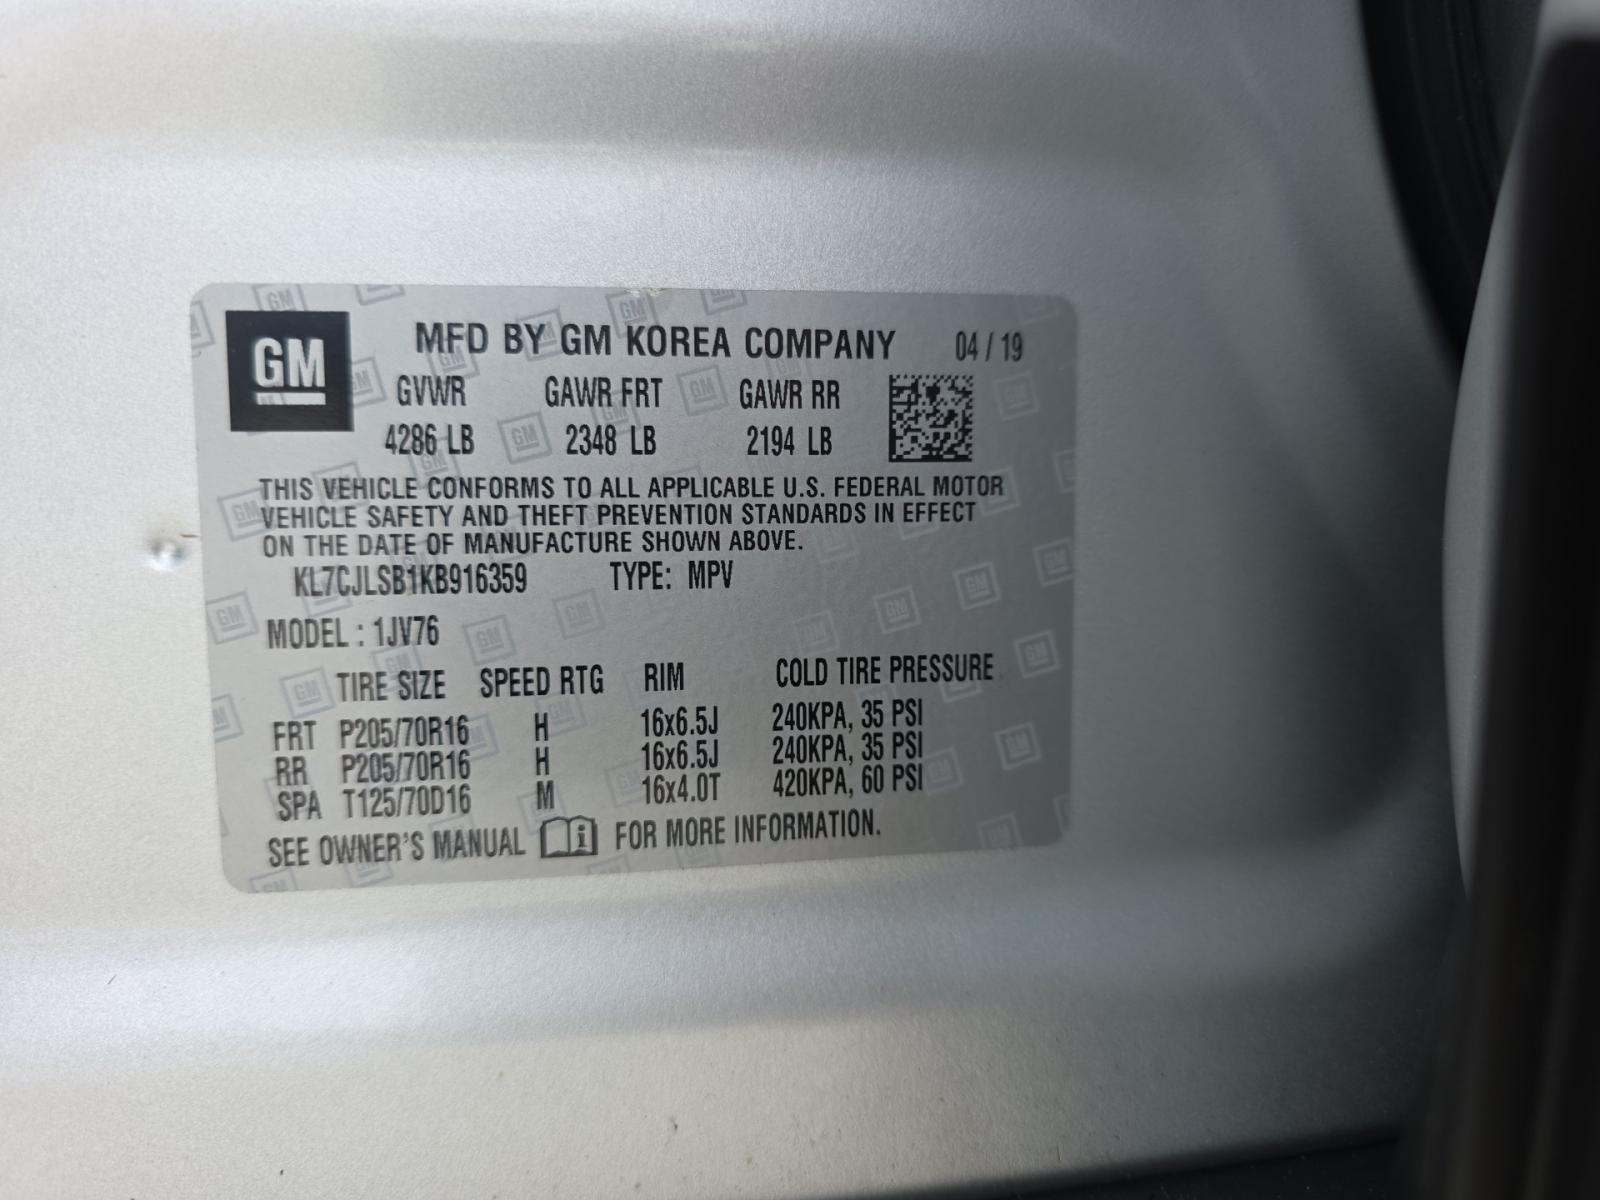 GM
MFD BY GM KOREA COMPANY 04 / 19
GVWR GAWR FRT GAWR RR
4286 LB 2348 LB 2194 LB
THIS VEHICLE CONFORMS TO ALL APPLICABLE U.S. FEDERAL MOTOR
VEHICLE SAFETY AND THEFT PREVENTION STANDARDS IN EFFECT
ON THE DATE OF MANUFACTURE SHOWN ABOVE.
KL7CJLSB1KB916359 TYPE: MPV
MODEL : 1JV76
TIRE SIZE SPEED RTG RIM COLD TIRE PRESSURE
FRT P205/70R16 H 16x6.5J 240KPA, 35 PSI
RR P205/70R16 H 16x6.5J 240KPA, 35 PSI
SPA T125/70D16 M 16x4.0T 420KPA, 60 PSI
SEE OWNER'S MANUAL i FOR MORE INFORMATION.